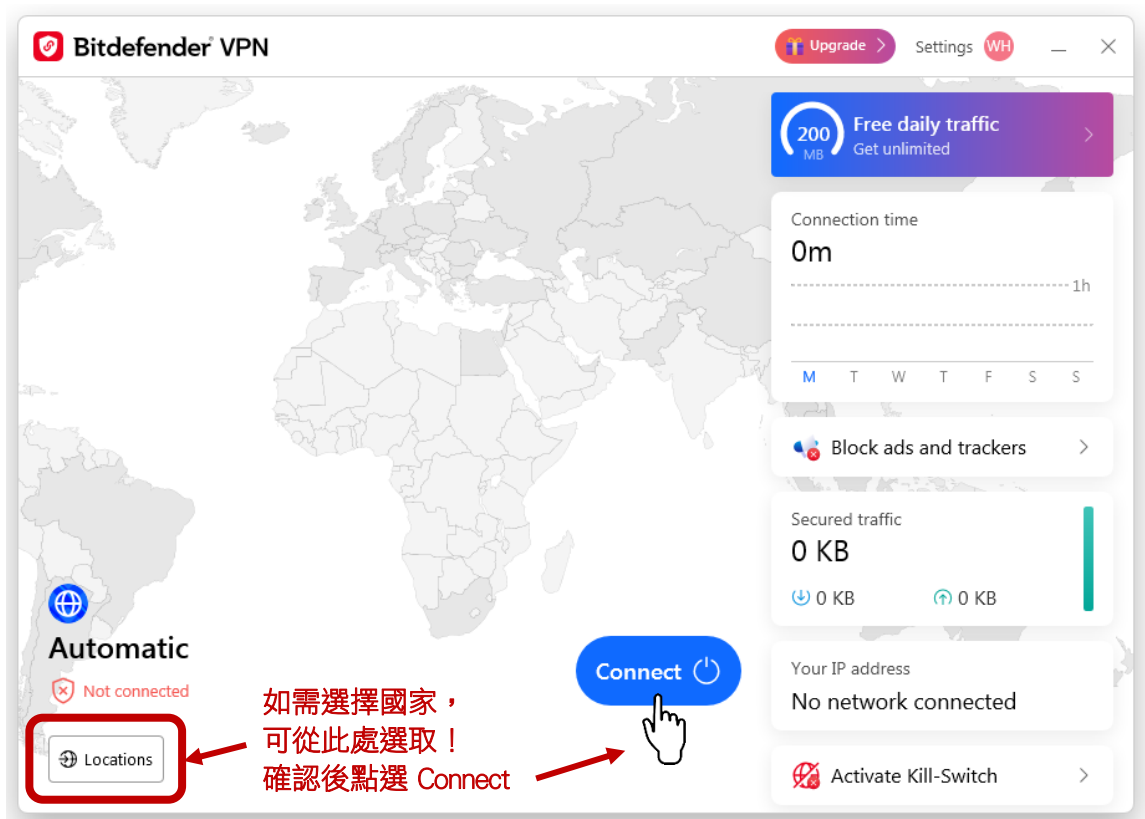 Bitdefender® VPN
Upgrade
Settings
WH
200
MB
Free daily traffic
Get unlimited
Connection time
0m
1h
M T W T F S S
Block ads and trackers
Secured traffic
0 KB
0 KB
0 KB
Automatic
Not connected
Locations
如需選擇國家，
可從此處選取！
確認後點選 Connect
Connect
Your IP address
No network connected
Activate Kill-Switch